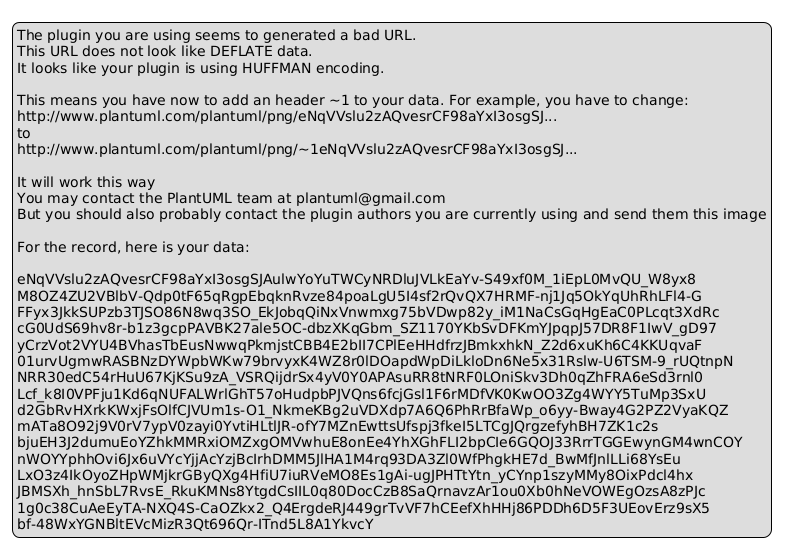 The plugin you are using seems to generated a bad URL.
This URL does not look like DEFLATE data.
It looks like your plugin is using HUFFMAN encoding.
This means you have now to add an header ~1 to your data. For example, you have to change:
http://www.plantuml.com/plantuml/png/eNqVVslu2zAQvesrCF98aYxI3osgSJ...
to
http://www.plantuml.com/plantuml/png/~1eNqVVslu2zAQvesrCF98aYxI3osgSJ...
It will work this way
You may contact the PlantUML team at plantuml@gmail.com
But you should also probably contact the plugin authors you are currently using and send them this image
For the record, here is your data:
eNqVVslu2zAQvesrCF98aYxI3osgSJAulwYoYuTWCyNRDluJVLkEaYv-S49xf0M_1iEpL0MvQU_W8yx8
M8OZ4ZU2VBlbV-Qdp0tF65qRgpEbqknRvze84poaLgU5I4sf2rQvQX7HRMF-nj1Jq5OkYqUhRhLFl4-G
FFyx3JkkSUPzb3TJSO86N8wq3SO_EkJobqQiNxVnwmxg75bVDwp82y_iM1NaCsGqHgEaC0PLcqt3XdRc
cG0UdS69hv8r-b1z3gcpPAVBK27ale5OC-dbzXKqGbm_SZ1170YKbSvDFKmYJpqpJ57DR8F1IwV_gD97
yCrzVot2VYU4BVhasTbEusNwwqPkmjstCBB4E2bII7CPlEeHHdfrzJBmkxhkN_Z2d6xuKh6C4KKUqvaF
01urvUgmwRASBNzDYWpbWKw79brvyxK4WZ8r0lDOapdWpDiLkloDn6Ne5x31Rslw-U6TSM-9_rUQtnpN
NRR30edC54rHuU67KjKSu9zA_VSRQijdrSx4yV0Y0APAsuRR8tNRF0LOniSkv3Dh0qZhFRA6eSd3rnl0
Lcf_k8I0VPFju1Kd6qNUFALWrlGhT57oHudpbPJVQns6fcjGsl1F6rMDfVK0KwOO3Zg4WYY5TuMp3SxU
d2GbRvHXrkKWxjFsOlfCJVUm1s-O1_NkmeKBg2uVDXdp7A6Q6PhRrBfaWp_o6yy-Bway4G2PZ2VyaKQZ
mATa8O92j9V0rV7ypV0zayi0YvtiHLtlJR-ofY7MZnEwttsUfspj3fkeI5LTCgJQrgzefyhBH7ZK1c2s
bjuEH3J2dumuEoYZhkMMRxiOMZxgOMVwhuE8onEe4YhXGhFLI2bpCIe6GQOJ33RrrTGGEwynGM4wnCOY
nWOYYphhOvi6Jx6uVYcYjjAcYzjBcIrhDMM5JlHA1M4rq93DA3Zl0WfPhgkHE7d_BwMfJnlLLi68YsEu
LxO3z4IkOyoZHpWMjkrGByQXg4HfiU7iuRVeMO8Es1gAi-ugJPHTtYtn_yCYnp1szyMMy8OixPdcl4hx
JBMSXh_hnSbL7RvsE_RkuKMNs8YtgdCsIlL0q80DocCzB8SaQrnavzAr1ou0Xb0hNeVOWEgOzsA8zPJc
1g0c38CuAeEyTA-NXQ4S-CaOZkx2_Q4ErgdeRJ449grTvVF7hCEefXhHHj86PDDh6D5F3UEovErz9sX5
bf-48WxYGNBltEVcMizR3Qt696Qr-ITnd5L8A1YkvcY